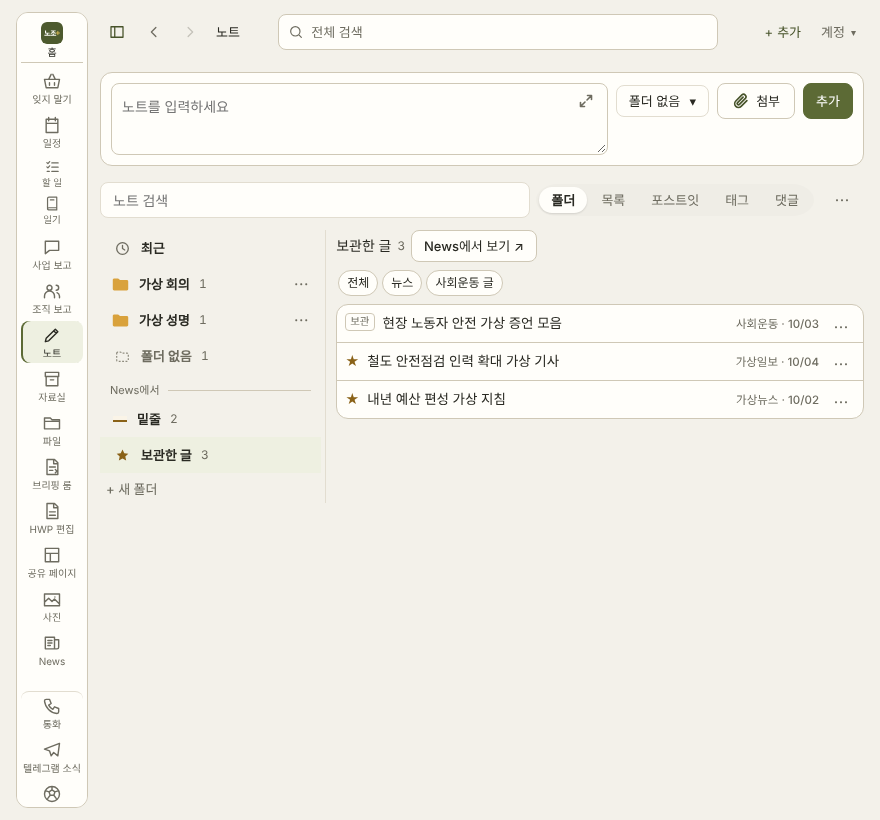 노조+
홈
잊지 말기
일정
할 일
일기
사업 보고
조직 보고
노트
자료실
파일
브리핑 룸
HWP 편집
공유 페이지
사진
News
통화
텔레그램 소식
노트
전체 검색
+ 추가
계정 ▾
노트를 입력하세요
폴더 없음 ▾
첨부
추가
노트 검색
폴더
목록
포스트잇
태그
댓글
…
최근
가상 회의 1 …
가상 성명 1 …
폴더 없음 1
News에서
밑줄 2
보관한 글 3
+ 새 폴더
보관한 글 3
News에서 보기 ↗
전체
뉴스
사회운동 글
보관 현장 노동자 안전 가상 증언 모음 사회운동 · 10/03 …
★ 철도 안전점검 인력 확대 가상 기사 가상일보 · 10/04 …
★ 내년 예산 편성 가상 지침 가상뉴스 · 10/02 …